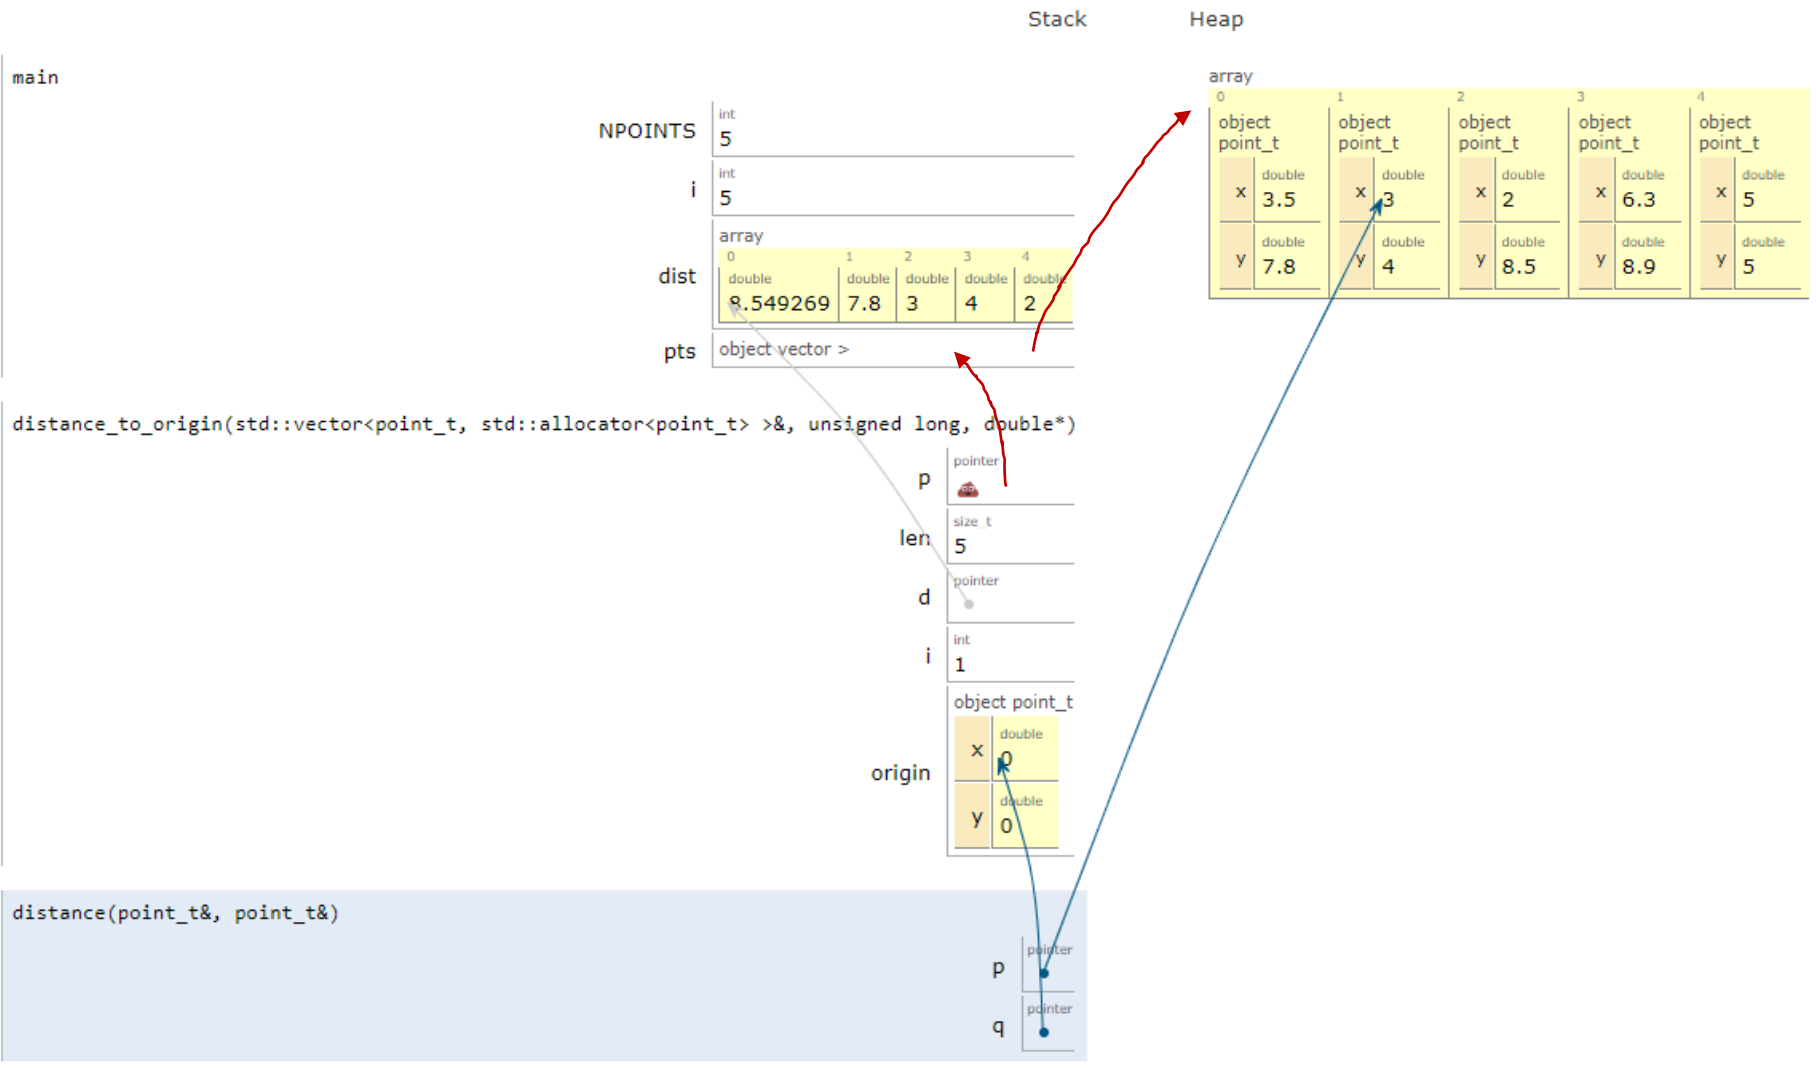 Stack Heap
main
array
0 1 2 3 4
object point_t object point_t object point_t object point_t object point_t
x double 3.5 x double 3 x double 2 x double 6.3 x double 5
y double 7.8 y double 4 y double 8.5 y double 8.9 y double 5
NPOINTS int 5
i int 5
dist array
0 1 2 3 4
double double double double double
8.549269 7.8 3 4 2
pts object vector >
distance_to_origin(std::vector<point_t, std::allocator<point_t> >&, unsigned long, double*)
p pointer 💩
len size_t 5
d pointer
i int 1
origin object point_t
x double 0
y double 0
distance(point_t&, point_t&)
p pointer
q pointer